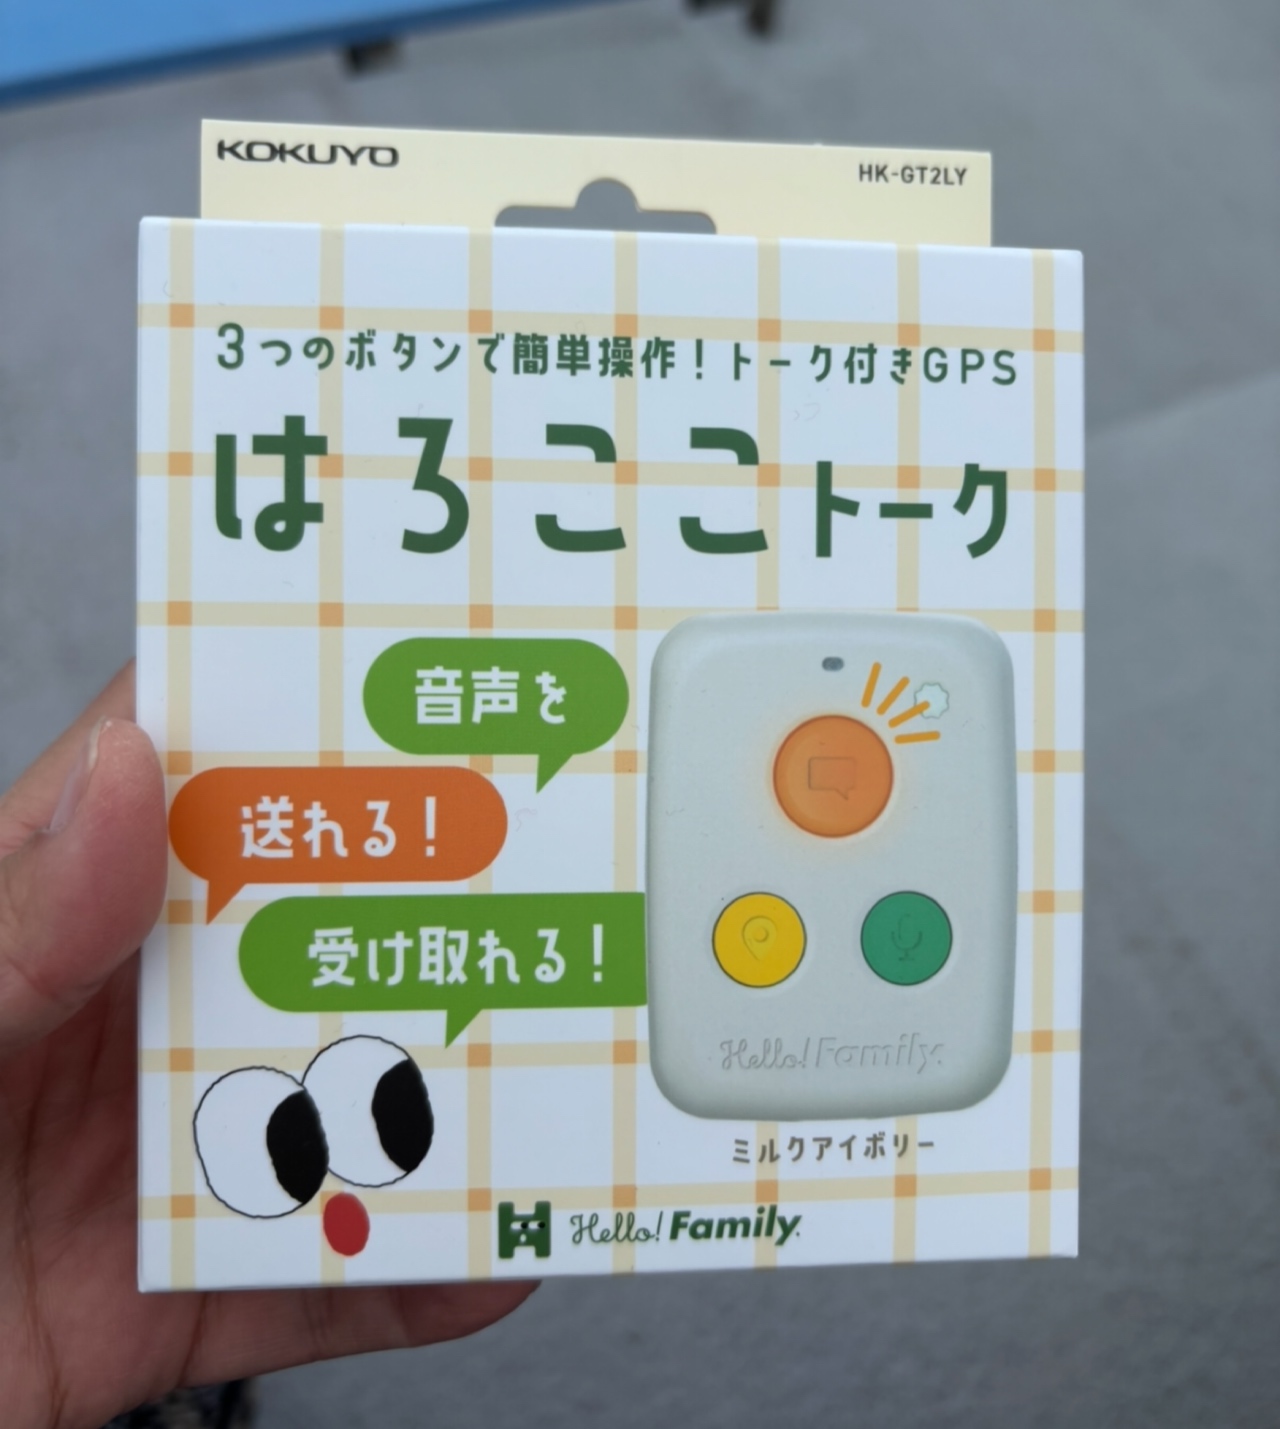 KOKUYO
HK-GT2LY
3つのボタンで簡単操作！トーク付きGPS
はろここトーク
音声を
送れる！
受け取れる！
Hello! Family.
ミルクアイボリー
Hello! Family.